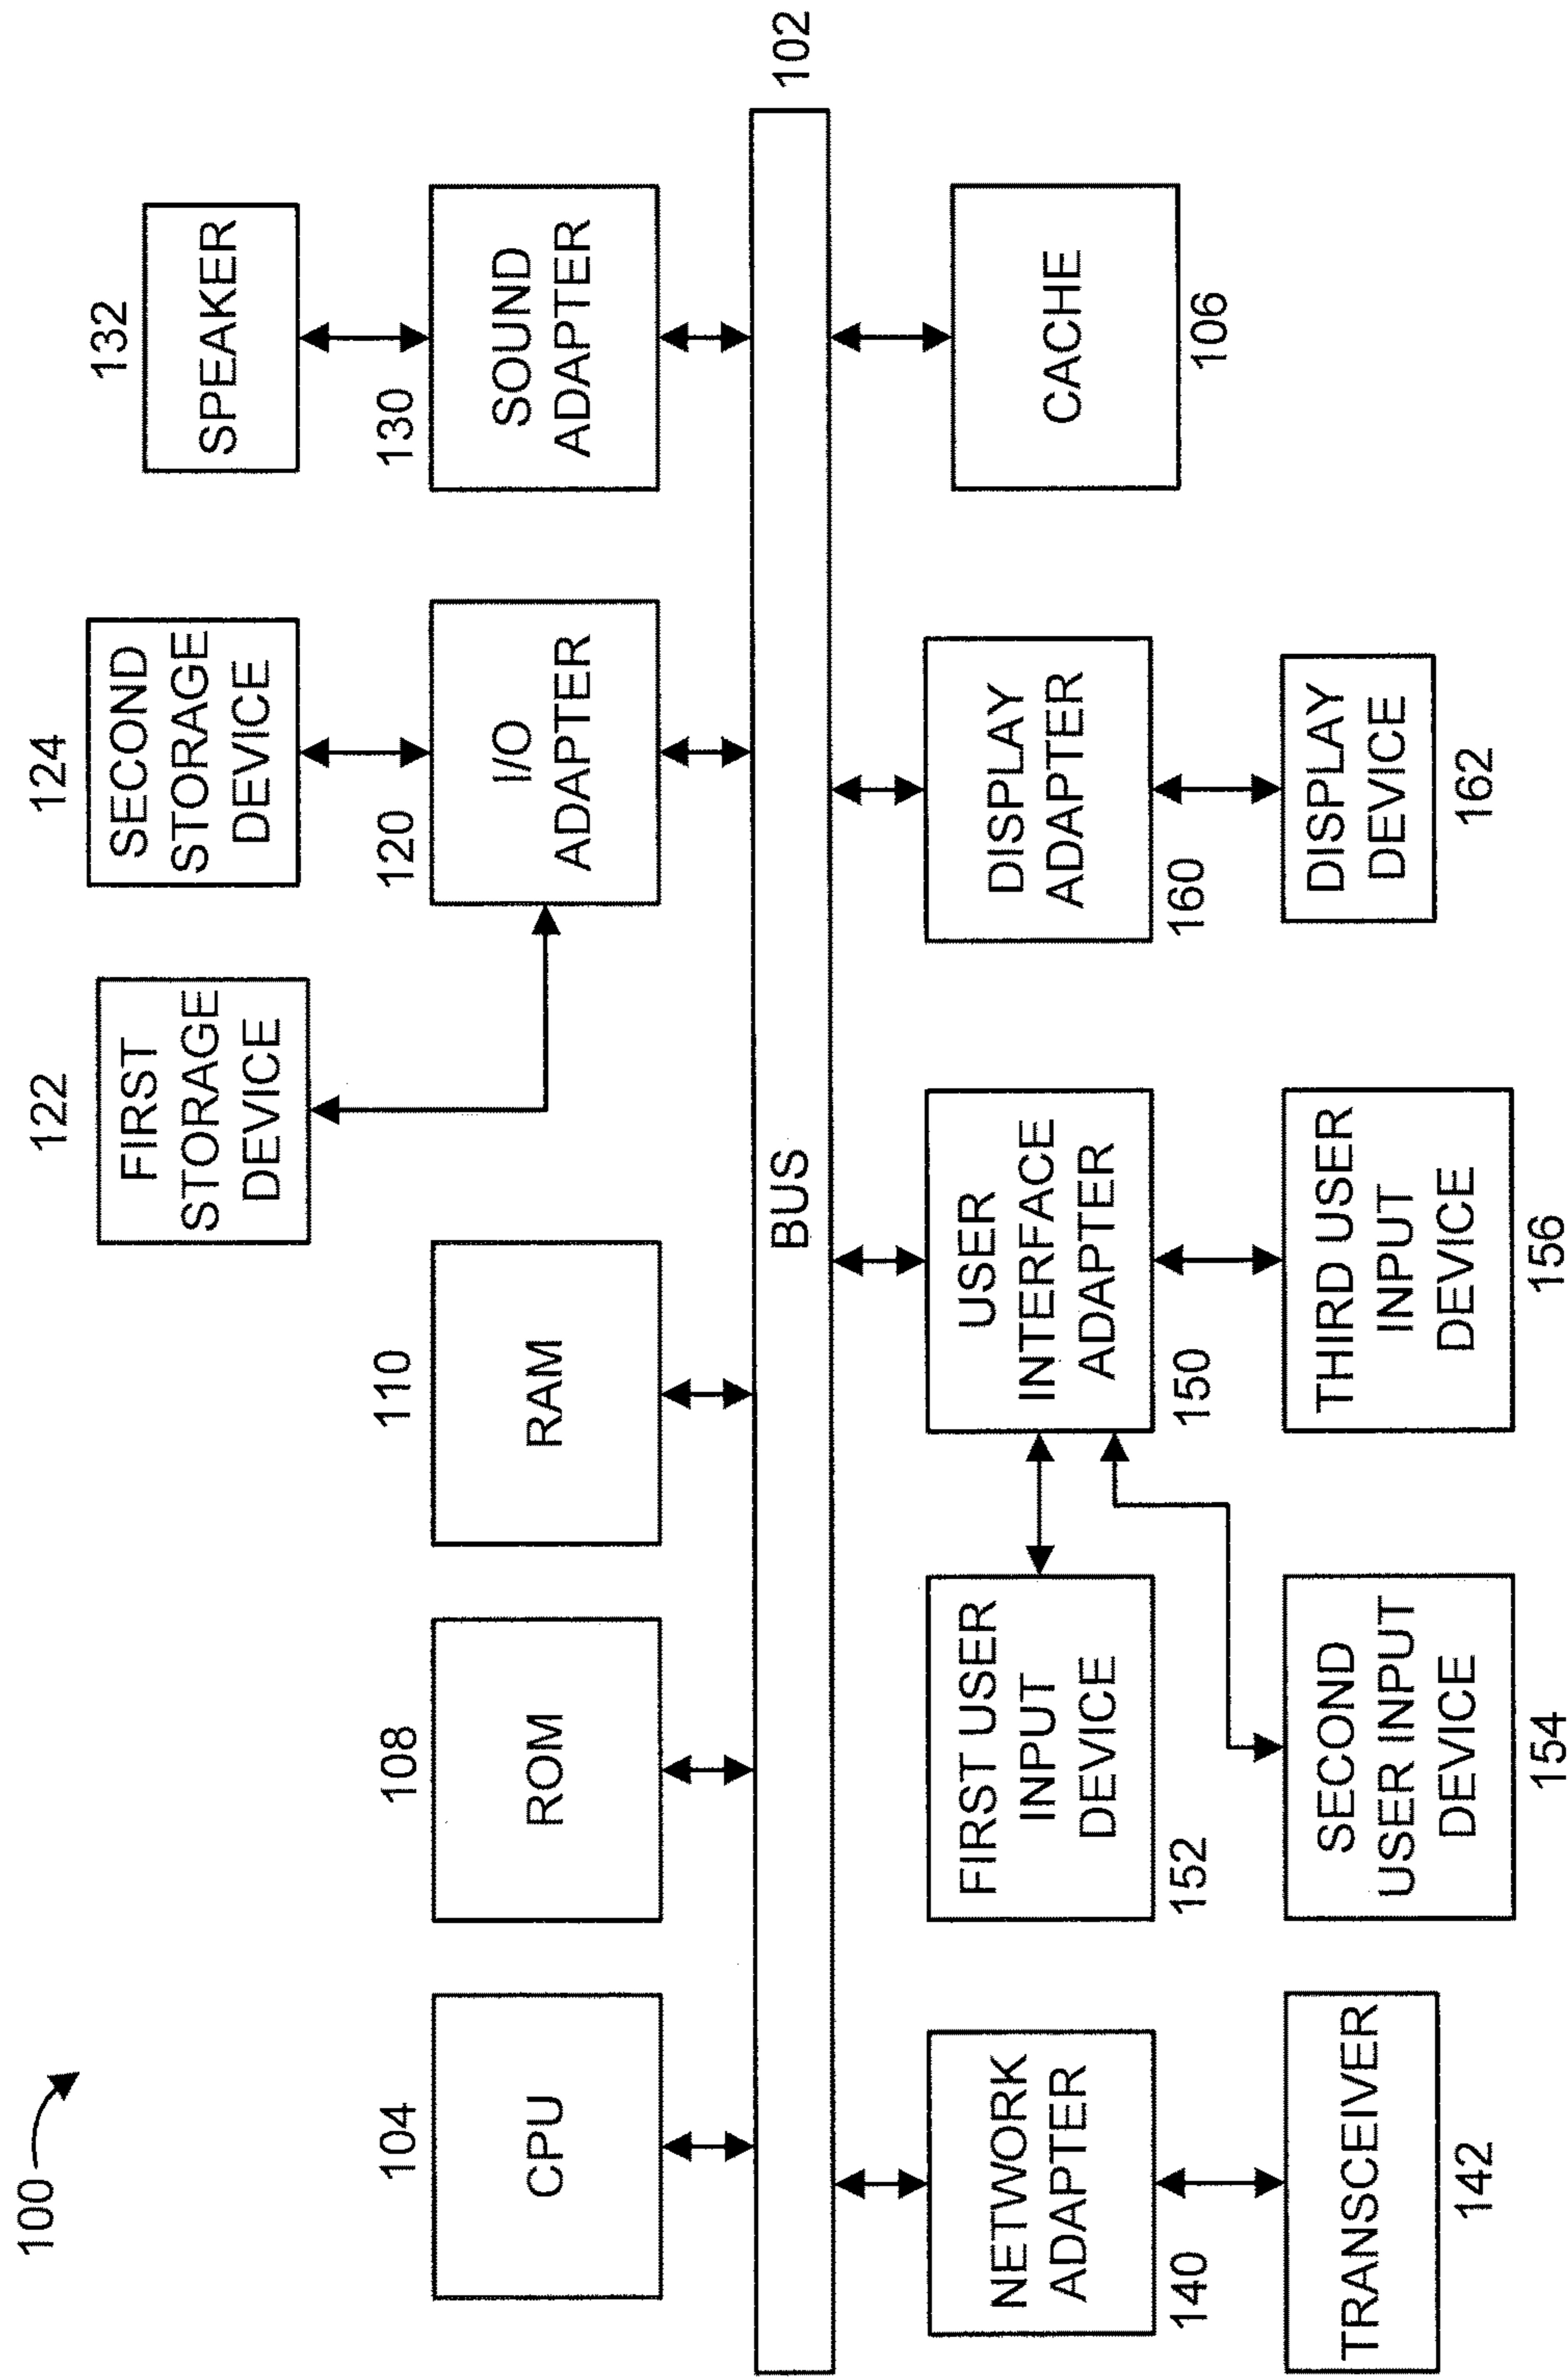 100
104
CPU
108
ROM
110
RAM
122
FIRST
STORAGE
DEVICE
124
SECOND
STORAGE
DEVICE
120
I/O
ADAPTER
132
SPEAKER
130
SOUND
ADAPTER
BUS
102
NETWORK
ADAPTER
140
TRANSCEIVER
142
FIRST USER
INPUT
DEVICE
152
SECOND
USER INPUT
DEVICE
154
USER
INTERFACE
ADAPTER
150
THIRD USER
INPUT
DEVICE
156
DISPLAY
ADAPTER
160
DISPLAY
DEVICE
162
CACHE
106